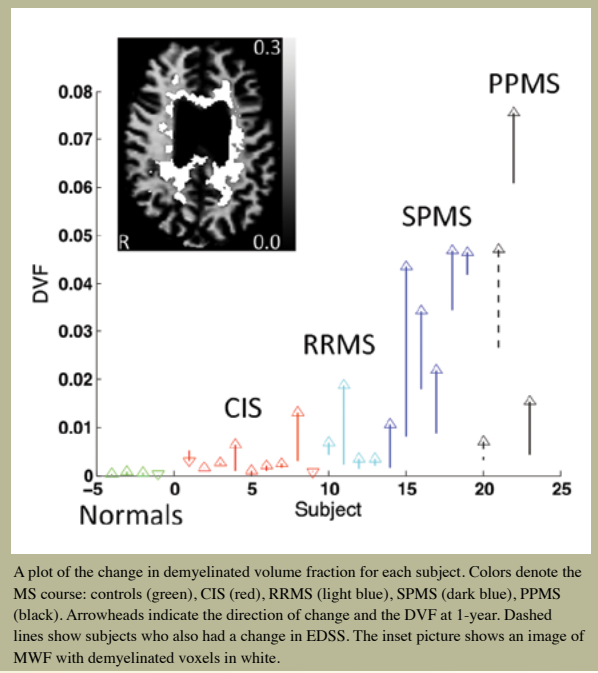 0.3
R
0.0
PPMS
SPMS
RRMS
CIS
Normals
DVF
0.08
0.07
0.06
0.05
0.04
0.03
0.02
0.01
0
−5
0
5
10
15
20
25
Subject
A plot of the change in demyelinated volume fraction for each subject. Colors denote the
MS course: controls (green), CIS (red), RRMS (light blue), SPMS (dark blue), PPMS
(black). Arrowheads indicate the direction of change and the DVF at 1-year. Dashed
lines show subjects who also had a change in EDSS. The inset picture shows an image of
MWF with demyelinated voxels in white.